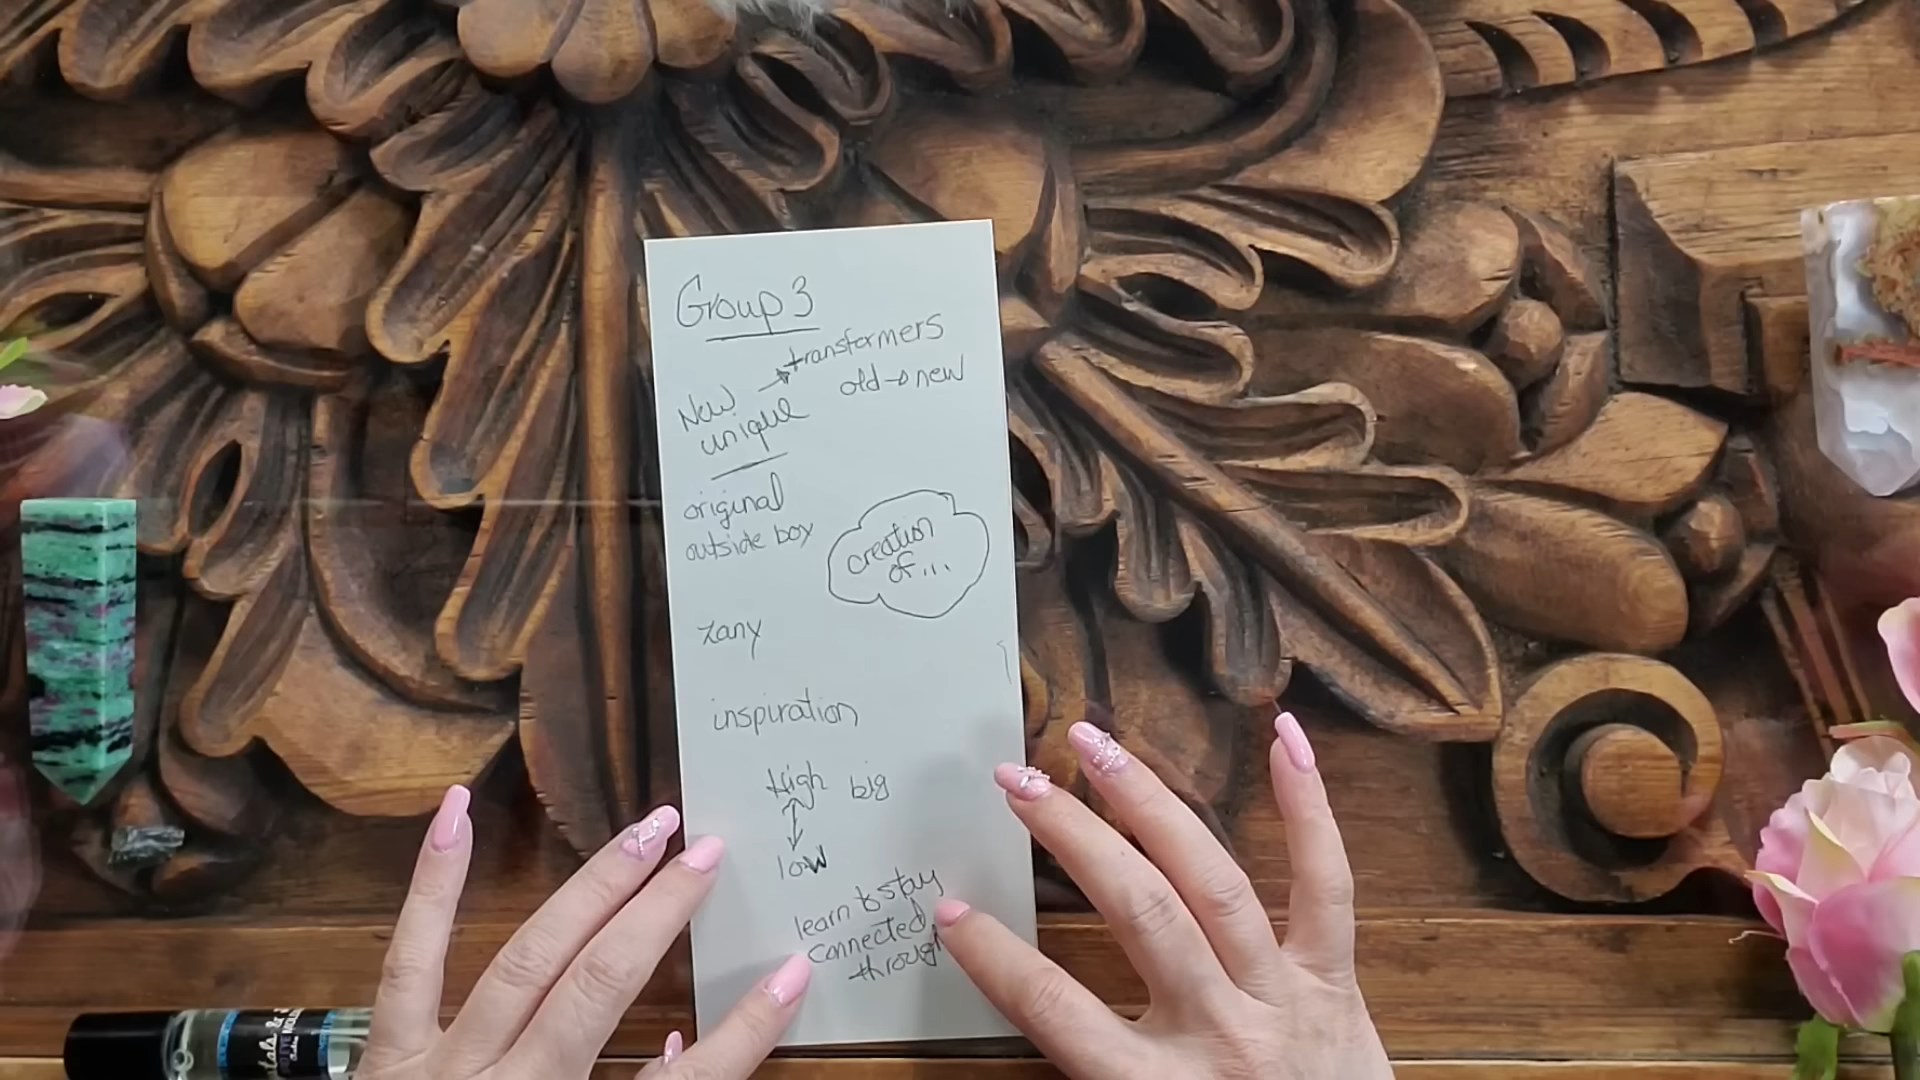 Group 3
transformers
old → new
New
unique
original
outside box
creation
of...
zany
inspiration
High big
low
learn to stay
connected
through